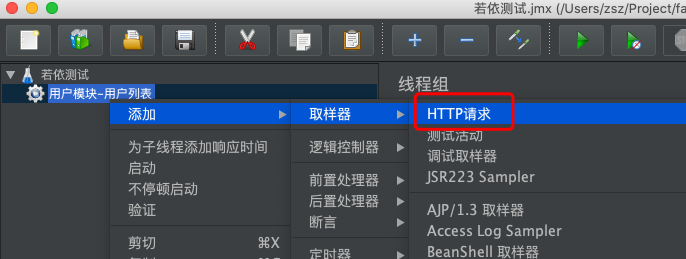 若依测试.jmx (/Users/zsz/Project/fa
若依测试
用户模块-用户列表
线程组
添加
为子线程添加响应时间
启动
不停顿启动
验证
剪切 ⌘X
取样器
逻辑控制器
前置处理器
后置处理器
断言
定时器
HTTP请求
测试活动
调试取样器
JSR223 Sampler
AJP/1.3 取样器
Access Log Sampler
BeanShell 取样器